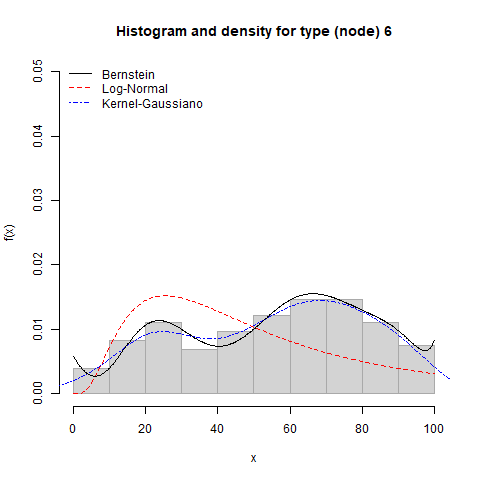 Histogram and density for type (node) 6
Bernstein
Log-Normal
Kernel-Gaussiano
f(x)
0.05
0.04
0.03
0.02
0.01
0.00
0 20 40 60 80 100
x